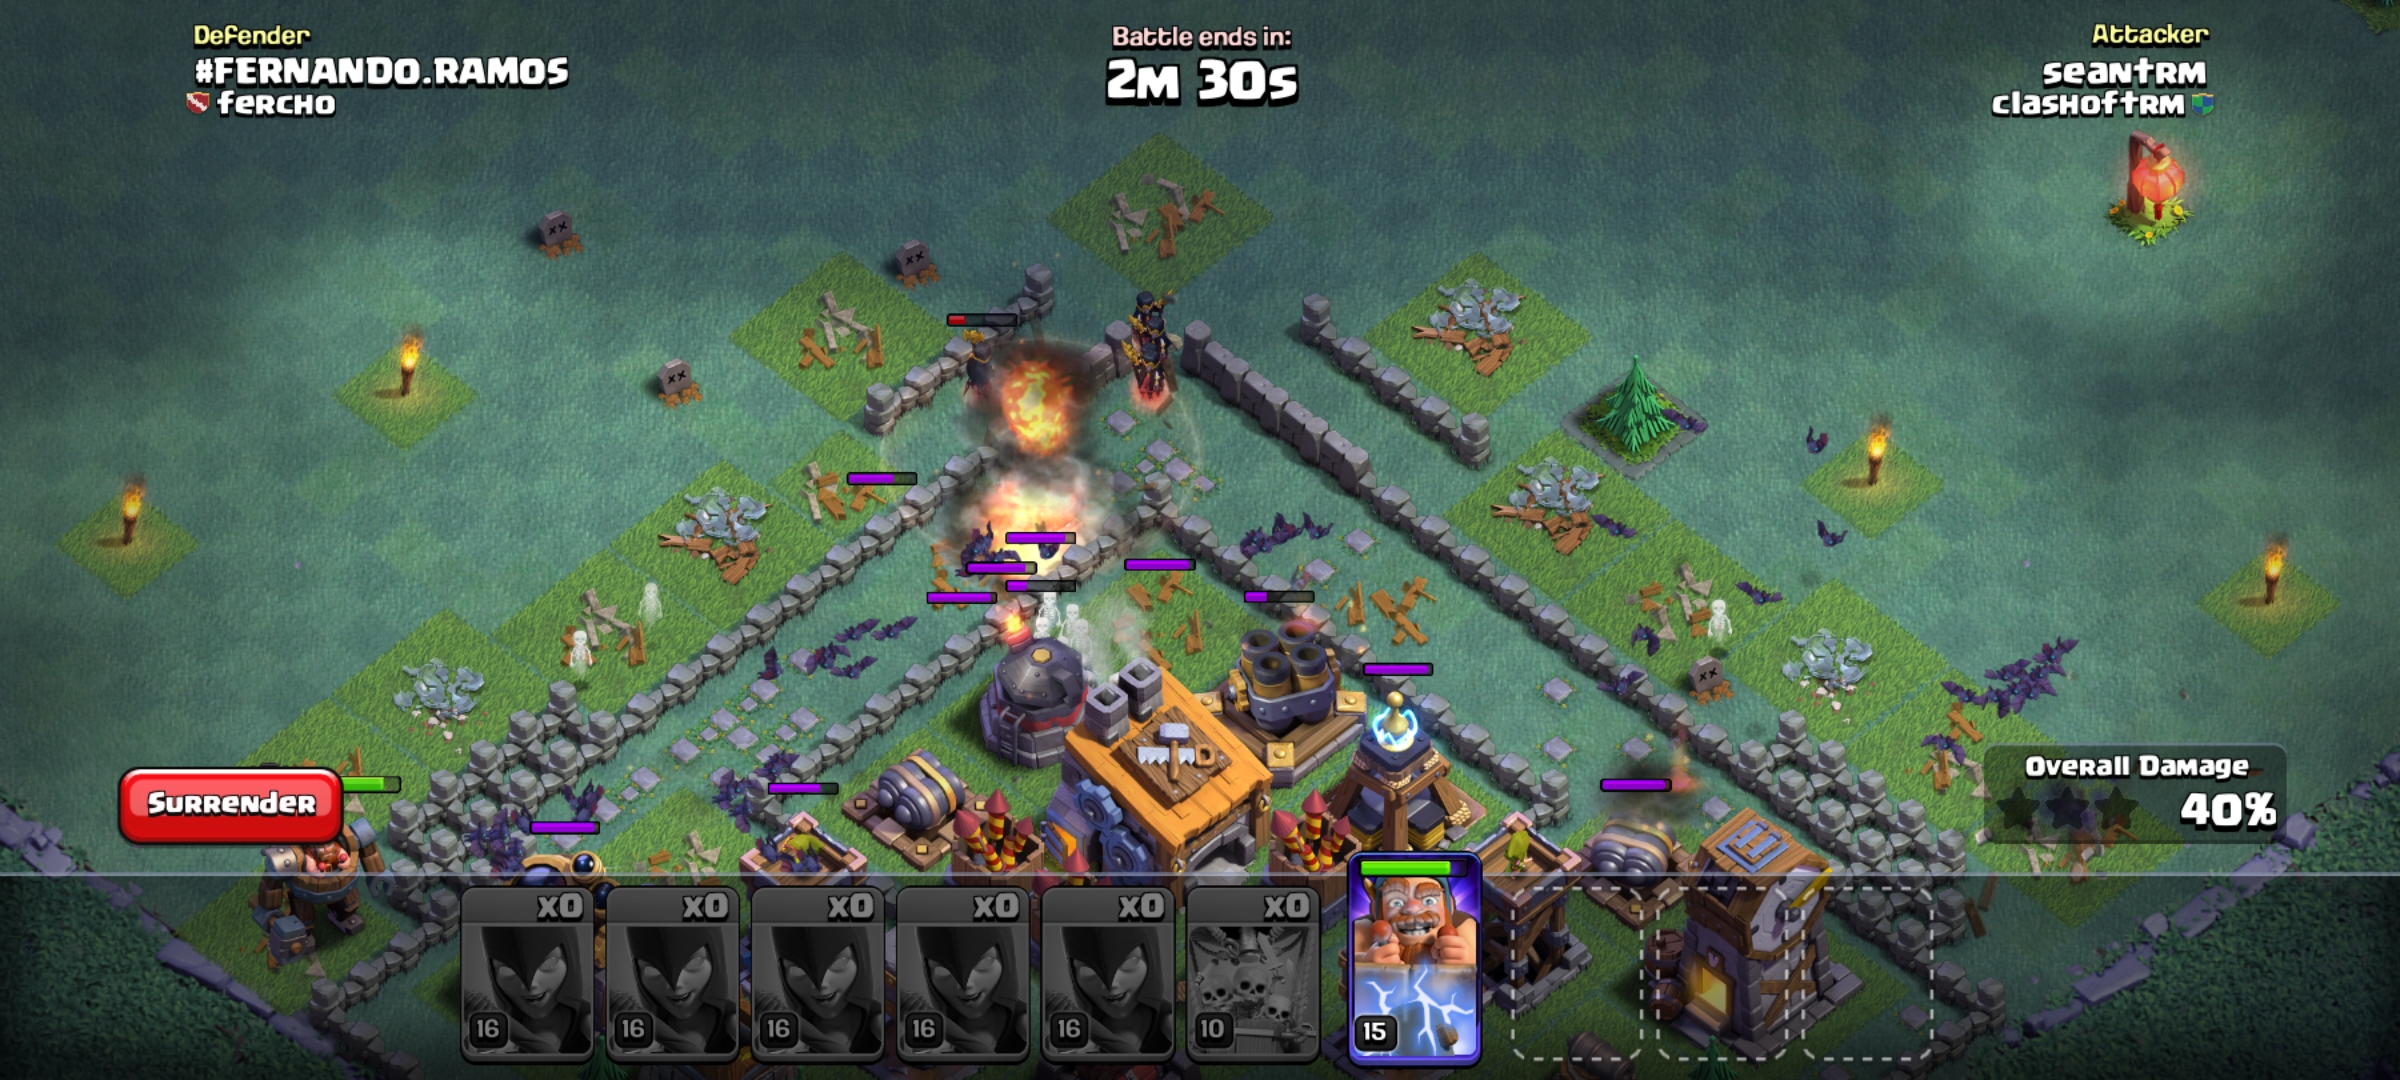 Defender
#FERNANDO.RAMOS
fercho
Battle ends in:
2M 30s
Attacker
seantrm
clashoftrm
Surrender
Overall Damage
40%
x0
x0
x0
x0
x0
x0
16
16
16
16
16
10
15